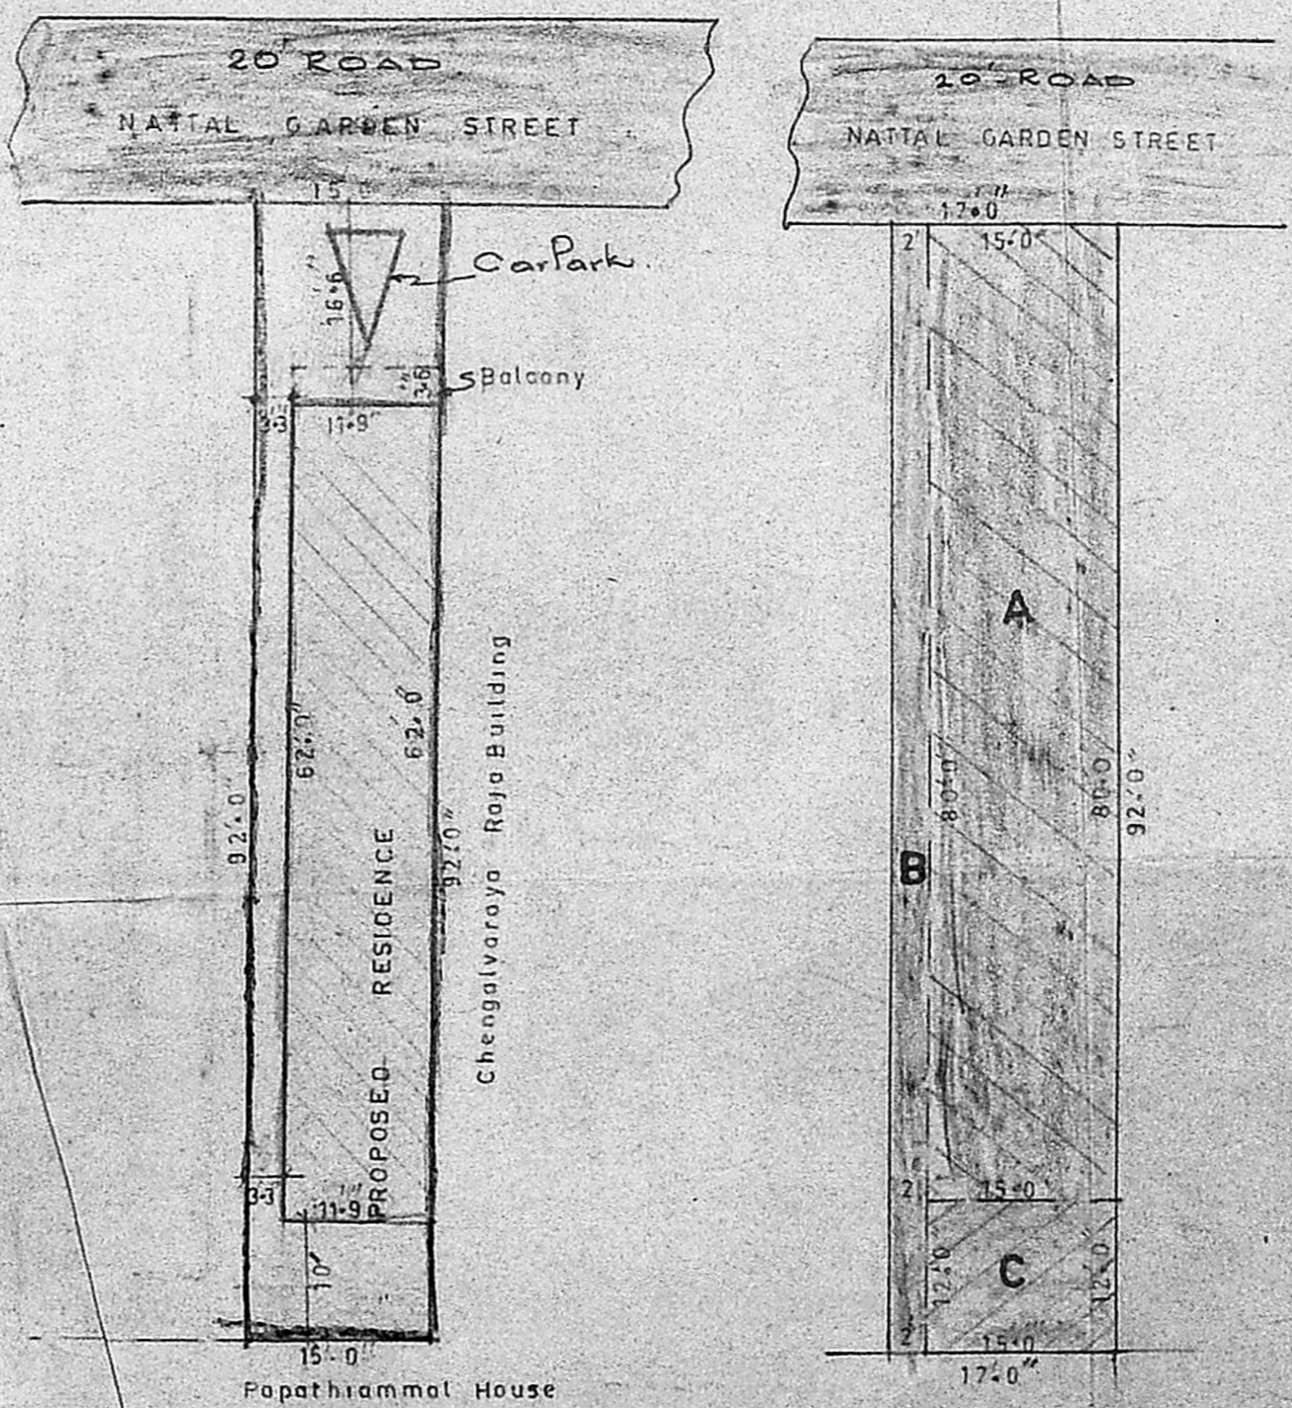 20' ROAD
NATTAL GARDEN STREET
15'0"
CarPark.
16'6"
3'6"
Balcony
3'3"
11'9"
62'.0"
62'.0"
92'.0"
92'.0"
PROPOSED RESIDENCE
Chengalvaraya Raja Building
3'3"
11'9"
10'
15'-0"
Papathiammal House
20'-ROAD
NATTAL GARDEN STREET
17'.0"
2'
15'.0"
A
B
80'.0"
80'.0
92'.0"
2'
15'.0"
12'.0
C
12'.0
2'
15'.0
17'.0"